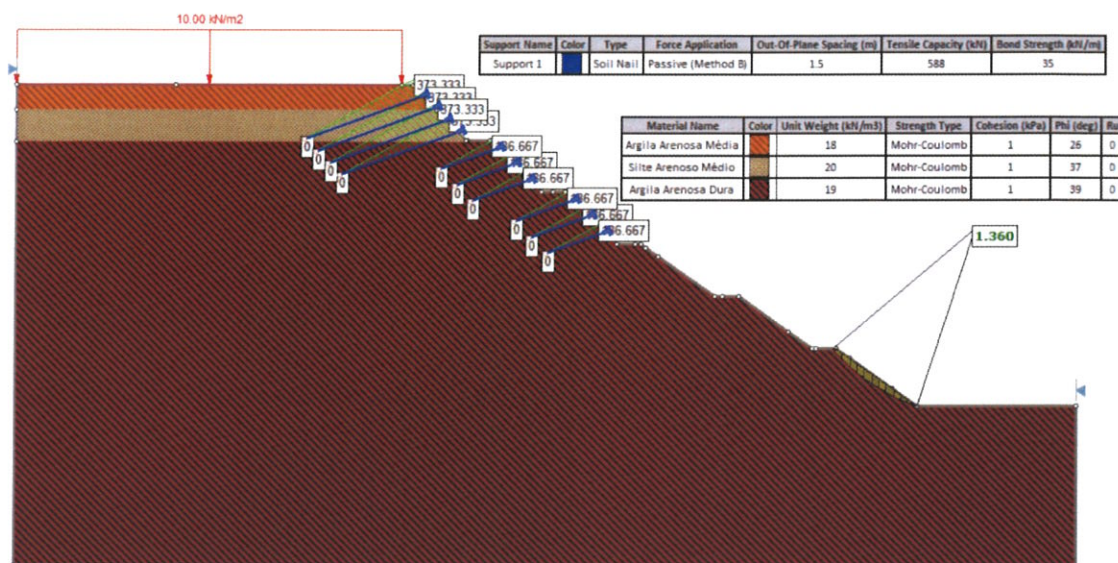 10.00 kN/m2
Support Name Color Type Force Application Out-Of-Plane Spacing (m) Tensile Capacity (kN) Bond Strength (kN/m)
Support 1 Soil Nail Passive (Method B) 1.5 588 35
Material Name Color Unit Weight (kN/m3) Strength Type Cohesion (kPa) Phi (deg) Ru
Argila Arenosa Média 18 Mohr-Coulomb 1 26 0
Silte Arenoso Médio 20 Mohr-Coulomb 1 37 0
Argila Arenosa Dura 19 Mohr-Coulomb 1 39 0
373.333
373.333
373.333
0
0
0
0
0
0
0
0
0
0
1.360